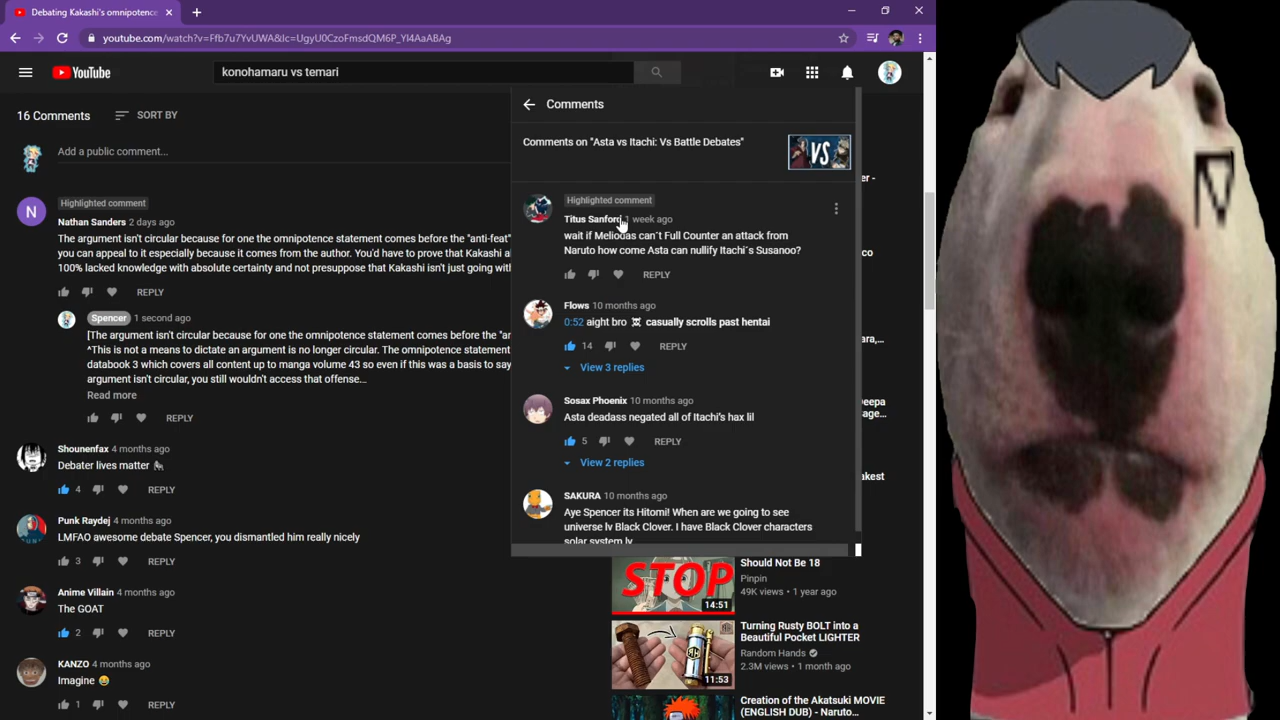 Debating Kakashi's omnipotence
youtube.com/watch?v=Ffb7u7YvUWA&lc=UgyU0CzoFmsdQM6P_Yl4AaABAg
YouTube
konohamaru vs temari
16 Comments
SORT BY
Add a public comment...
Highlighted comment
N
Nathan Sanders 2 days ago
The argument isn't circular because for one the omnipotence statement comes before the "anti-feat"
you can appeal to it especially because it comes from the author. You'd have to prove that Kakashi a
100% lacked knowledge with absolute certainty and not presuppose that Kakashi isn't just going with
REPLY
Spencer 1 second ago
[The argument isn't circular because for one the omnipotence statement comes before the "ar
^This is not a means to dictate an argument is no longer circular. The omnipotence statement
databook 3 which covers all content up to manga volume 43 so even if this was a basis to say
argument isn't circular, you still wouldn't access that offense...
Read more
REPLY
Shounenfax 4 months ago
Debater lives matter
4 REPLY
Punk Raydej 4 months ago
LMFAO awesome debate Spencer, you dismantled him really nicely
3 REPLY
Anime Villain 4 months ago
The GOAT
2 REPLY
KANZO 4 months ago
Imagine 😂
1 REPLY
Comments
Comments on "Asta vs Itachi: Vs Battle Debates"
VS
Highlighted comment
Titus Sanford 1 week ago
wait if Meliodas can´t Full Counter an attack from
Naruto how come Asta can nullify Itachi´s Susanoo?
REPLY
Flows 10 months ago
0:52 aight bro ☠ casually scrolls past hentai
14 REPLY
View 3 replies
Sosax Phoenix 10 months ago
Asta deadass negated all of Itachi's hax lil
5 REPLY
View 2 replies
SAKURA 10 months ago
Aye Spencer its Hitomi! When are we going to see
universe lv Black Clover. I have Black Clover characters
solar system lv
co
ara,...
Deepa
sage...
akest
STOP
14:51
Should Not Be 18
Pinpin
49K views • 1 year ago
11:53
Turning Rusty BOLT into a
Beautiful Pocket LIGHTER
Random Hands
2.3M views • 1 month ago
Creation of the Akatsuki MOVIE
(ENGLISH DUB) - Naruto...